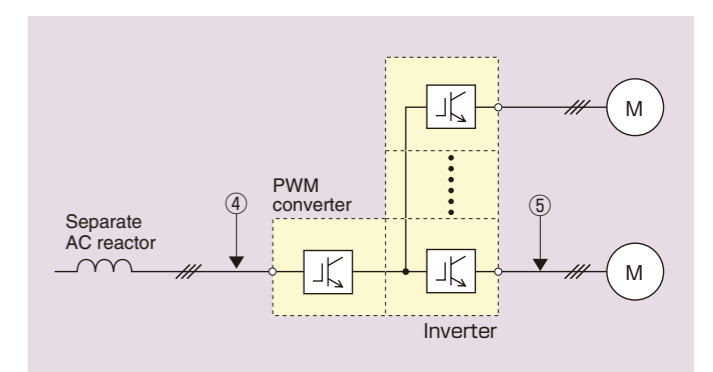 M
④
PWM
converter
⑤
Separate
AC reactor
M
Inverter